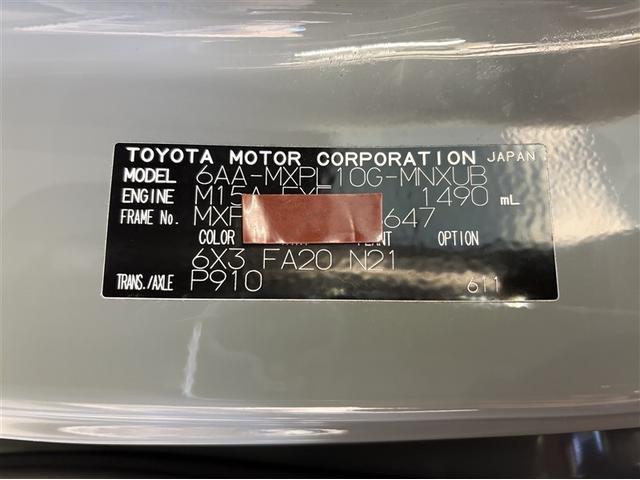 TOYOTA MOTOR CORPORATION JAPAN
MODEL 6AA-MXPL10G-MNXUB
ENGINE 1490 mL
FRAME No. 647
COLOR OPTION
6X3 FA20 N21
TRANS./AXLE P910 611